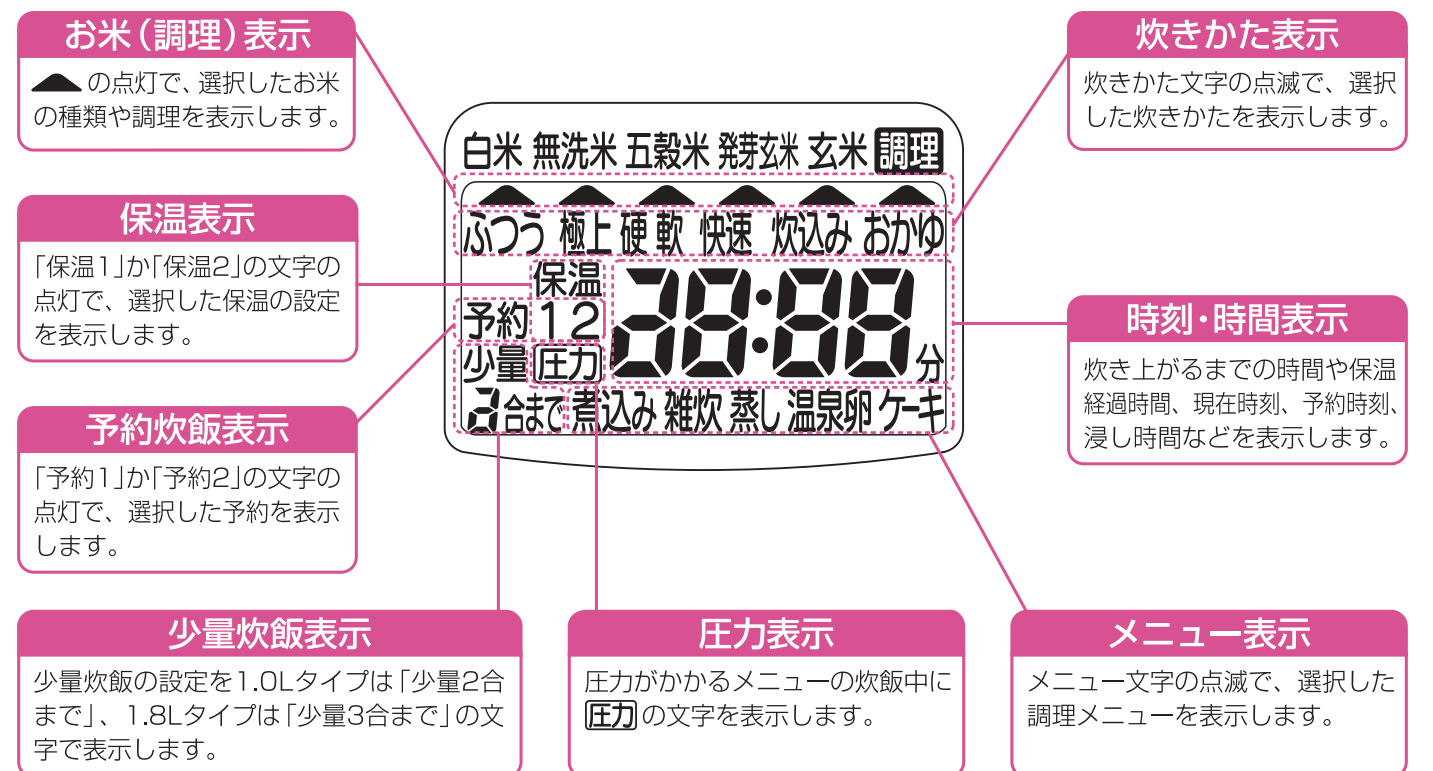 お米(調理)表示
▲の点灯で、選択したお米
の種類や調理を表示します。
炊きかた表示
炊きかた文字の点滅で、選択
した炊きかたを表示します。
保温表示
「保温1」か「保温2」の文字の
点灯で、選択した保温の設定
を表示します。
予約炊飯表示
「予約1」か「予約2」の文字の
点灯で、選択した予約を表示
します。
白米 無洗米 五穀米 発芽玄米 玄米 調理
ふつう 極上 硬 軟 快速 炊込み おかゆ
保温
予約 1 2
28:88
分
少量 圧力
2合まで 煮込み 雑炊 蒸し 温泉卵 ケーキ
時刻・時間表示
炊き上がるまでの時間や保温
経過時間、現在時刻、予約時刻、
浸し時間などを表示します。
少量炊飯表示
少量炊飯の設定を1.0Lタイプは「少量2合
まで」、1.8Lタイプは「少量3合まで」の文
字で表示します。
圧力表示
圧力がかかるメニューの炊飯中に
圧力の文字を表示します。
メニュー表示
メニュー文字の点滅で、選択した
調理メニューを表示します。